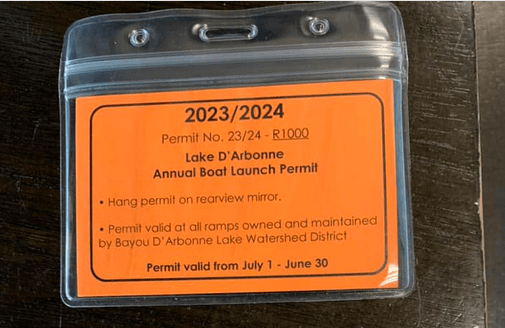 2023/2024
Permit No. 23/24 - R1000
Lake D'Arbonne
Annual Boat Launch Permit
• Hang permit on rearview mirror.
• Permit valid at all ramps owned and maintained
by Bayou D'Arbonne Lake Watershed District
Permit valid from July 1 - June 30